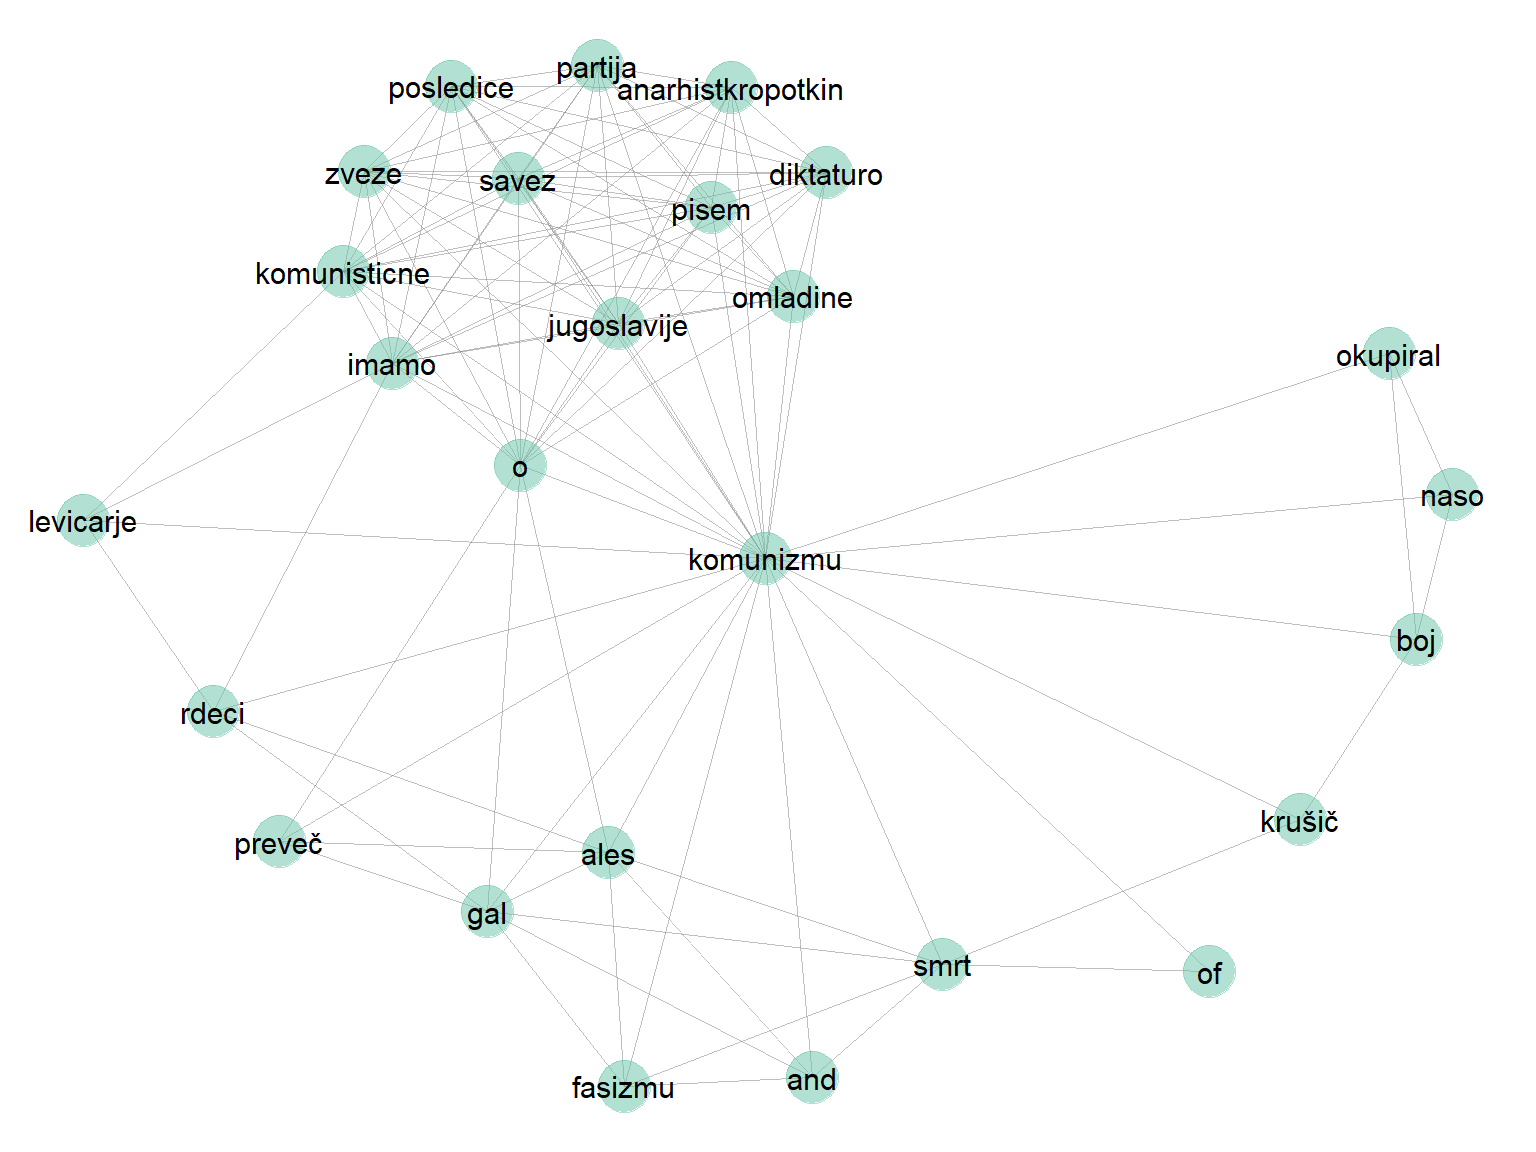 partija
posledice
anarhistkropotkin
zveze
savez
diktaturo
pisem
komunisticne
omladine
jugoslavije
imamo
okupiral
o
naso
levicarje
komunizmu
boj
rdeci
krušič
preveč
ales
gal
smrt
of
fasizmu
and